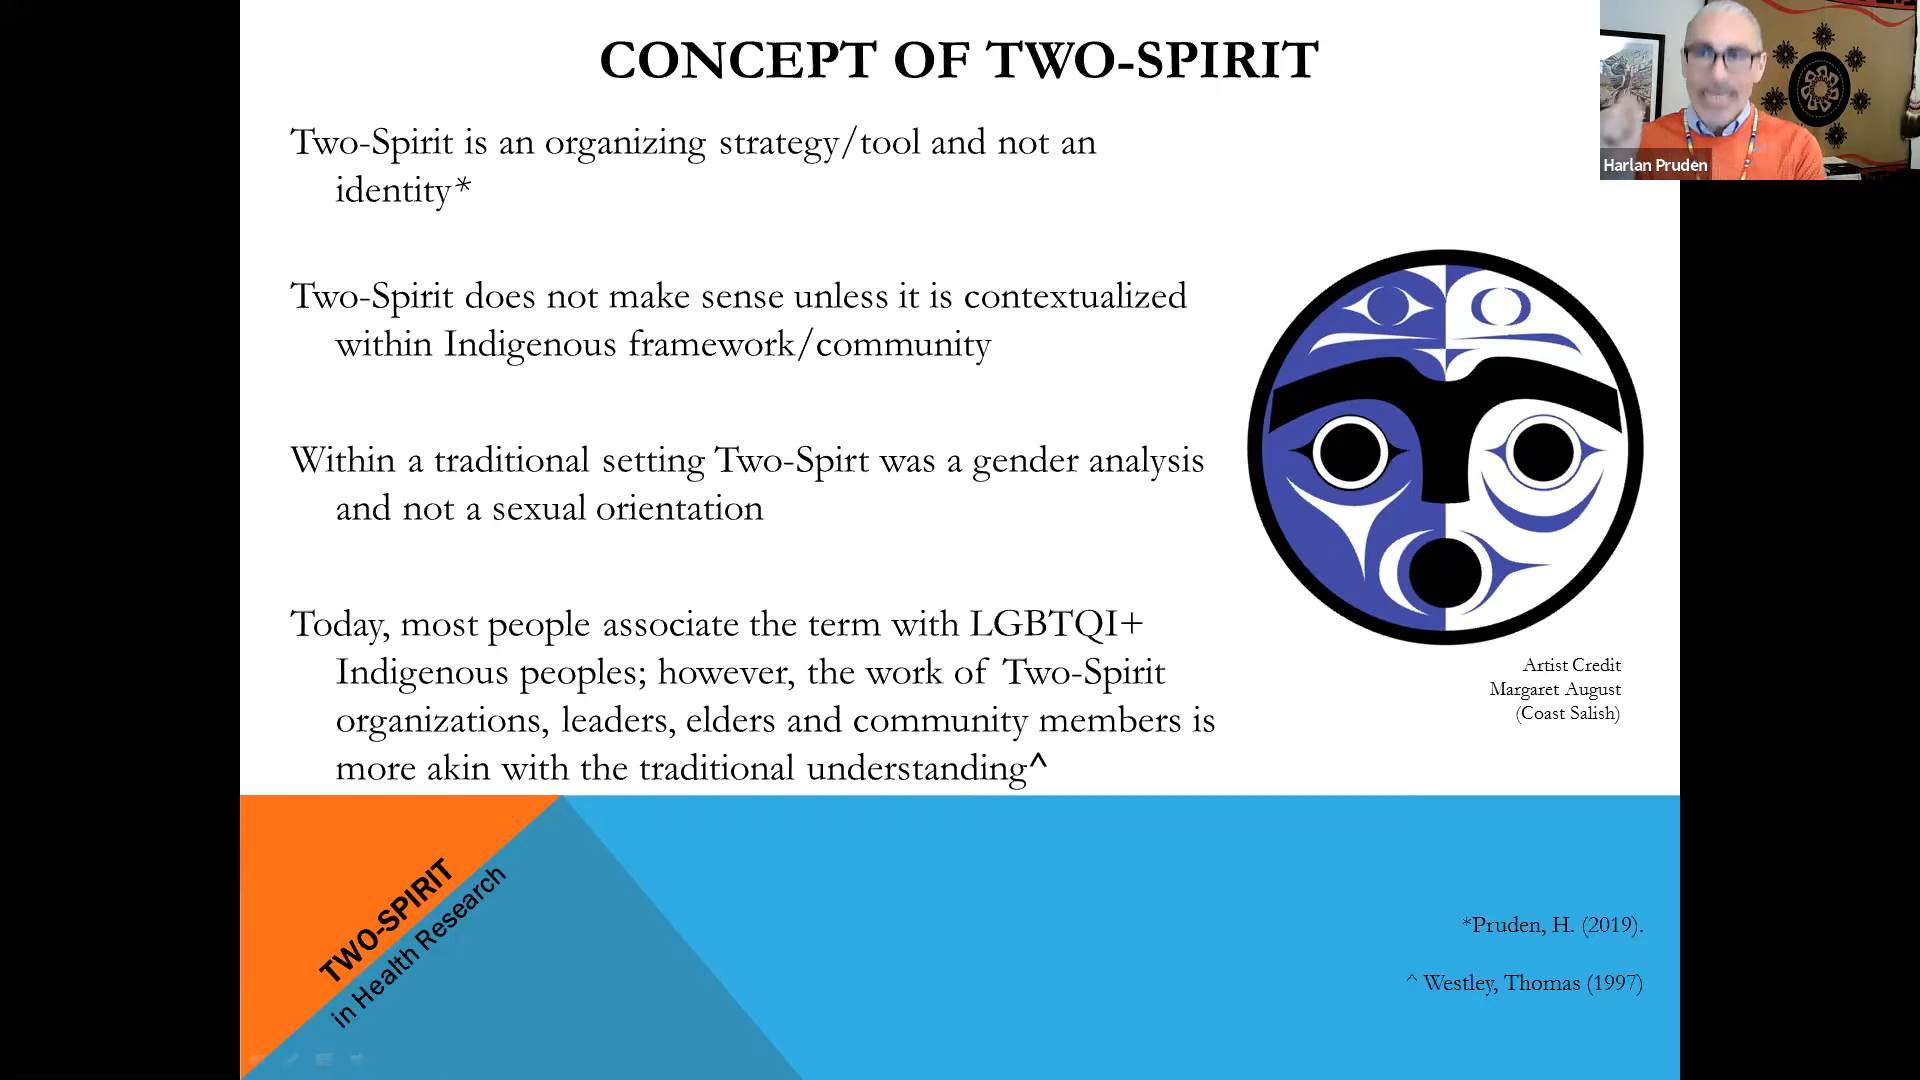 CONCEPT OF TWO-SPIRIT
Harlan Pruden
Two-Spirit is an organizing strategy/tool and not an
identity*
Two-Spirit does not make sense unless it is contextualized
within Indigenous framework/community
Within a traditional setting Two-Spirt was a gender analysis
and not a sexual orientation
Today, most people associate the term with LGBTQI+
Indigenous peoples; however, the work of Two-Spirit
organizations, leaders, elders and community members is
more akin with the traditional understanding^
Artist Credit
Margaret August
(Coast Salish)
TWO-SPIRIT
in Health Research
*Pruden, H. (2019).
^ Westley, Thomas (1997)